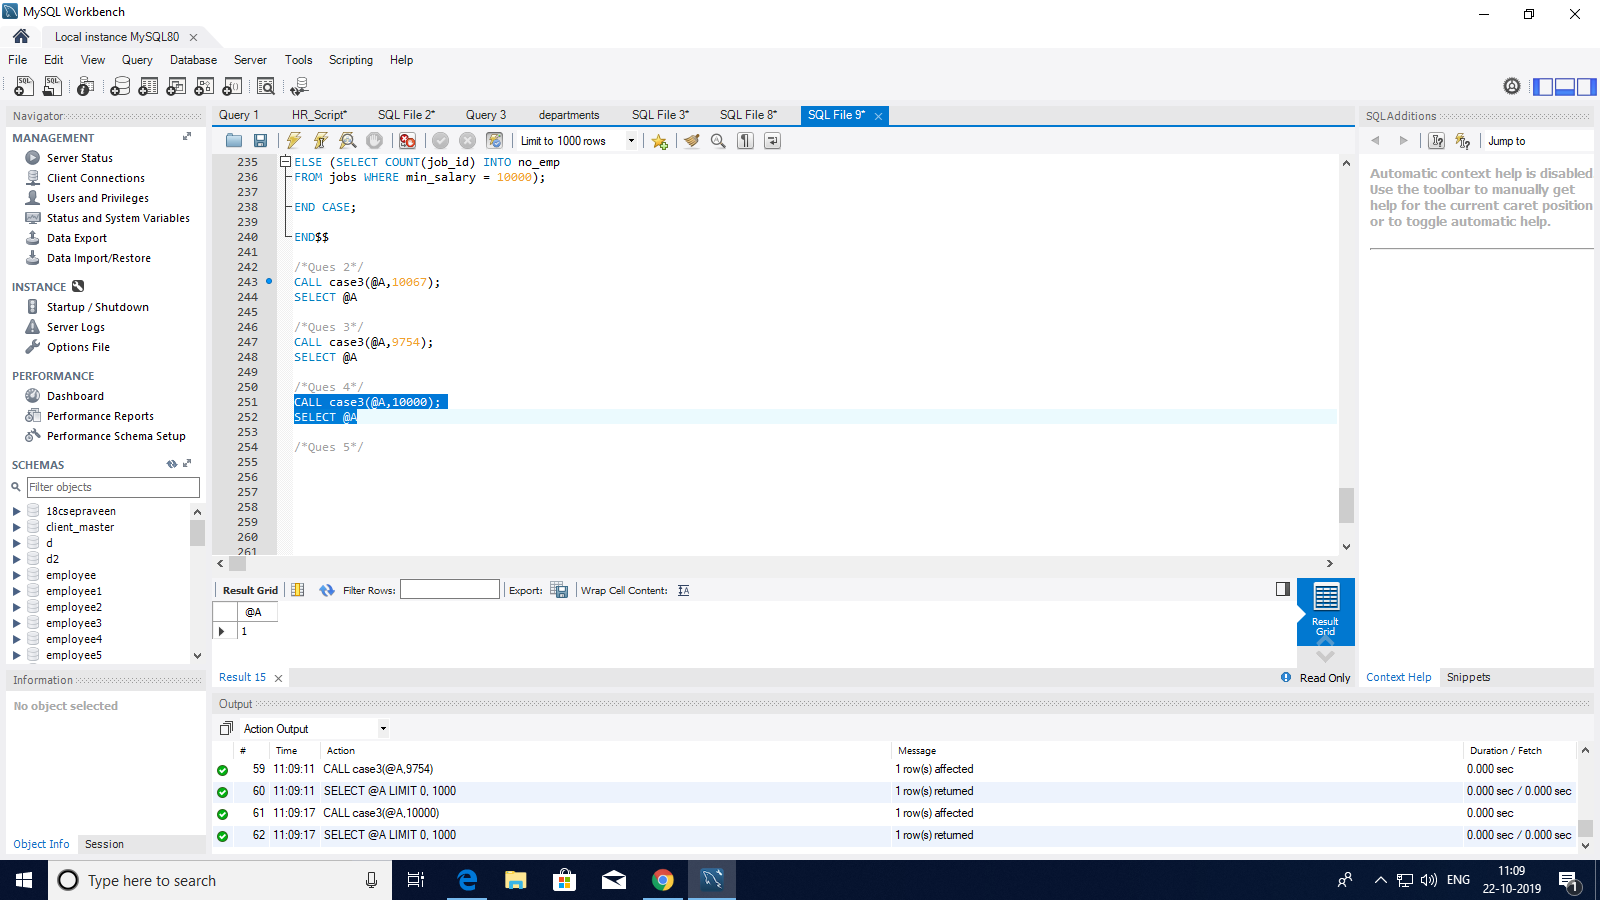 MySQL Workbench
Local instance MySQL80
File Edit View Query Database Server Tools Scripting Help
Navigator
MANAGEMENT
Server Status
Client Connections
Users and Privileges
Status and System Variables
Data Export
Data Import/Restore
INSTANCE
Startup / Shutdown
Server Logs
Options File
PERFORMANCE
Dashboard
Performance Reports
Performance Schema Setup
SCHEMAS
Filter objects
18csepraveen
client_master
d
d2
employee
employee1
employee2
employee3
employee4
employee5
Information
No object selected
Object Info Session
Query 1 HR_Script* SQL File 2* Query 3 departments SQL File 3* SQL File 8* SQL File 9*
Limit to 1000 rows
235 ELSE (SELECT COUNT(job_id) INTO no_emp
236 FROM jobs WHERE min_salary = 10000);
237
238 END CASE;
239
240 END$$
241
242 /*Ques 2*/
243 CALL case3(@A,10067);
244 SELECT @A
245
246 /*Ques 3*/
247 CALL case3(@A,9754);
248 SELECT @A
249
250 /*Ques 4*/
251 CALL case3(@A,10000);
252 SELECT @A
253
254 /*Ques 5*/
255
256
257
258
259
260
261
Result Grid Filter Rows: Export: Wrap Cell Content:
@A
1
Result Grid
Result 15 Read Only
SQLAdditions
Jump to
Automatic context help is disabled
Use the toolbar to manually get
help for the current caret position
or to toggle automatic help.
Context Help Snippets
Output
Action Output
# Time Action Message Duration / Fetch
59 11:09:11 CALL case3(@A,9754) 1 row(s) affected 0.000 sec
60 11:09:11 SELECT @A LIMIT 0, 1000 1 row(s) returned 0.000 sec / 0.000 sec
61 11:09:17 CALL case3(@A,10000) 1 row(s) affected 0.000 sec
62 11:09:17 SELECT @A LIMIT 0, 1000 1 row(s) returned 0.000 sec / 0.000 sec
Type here to search
ENG
11:09
22-10-2019
1